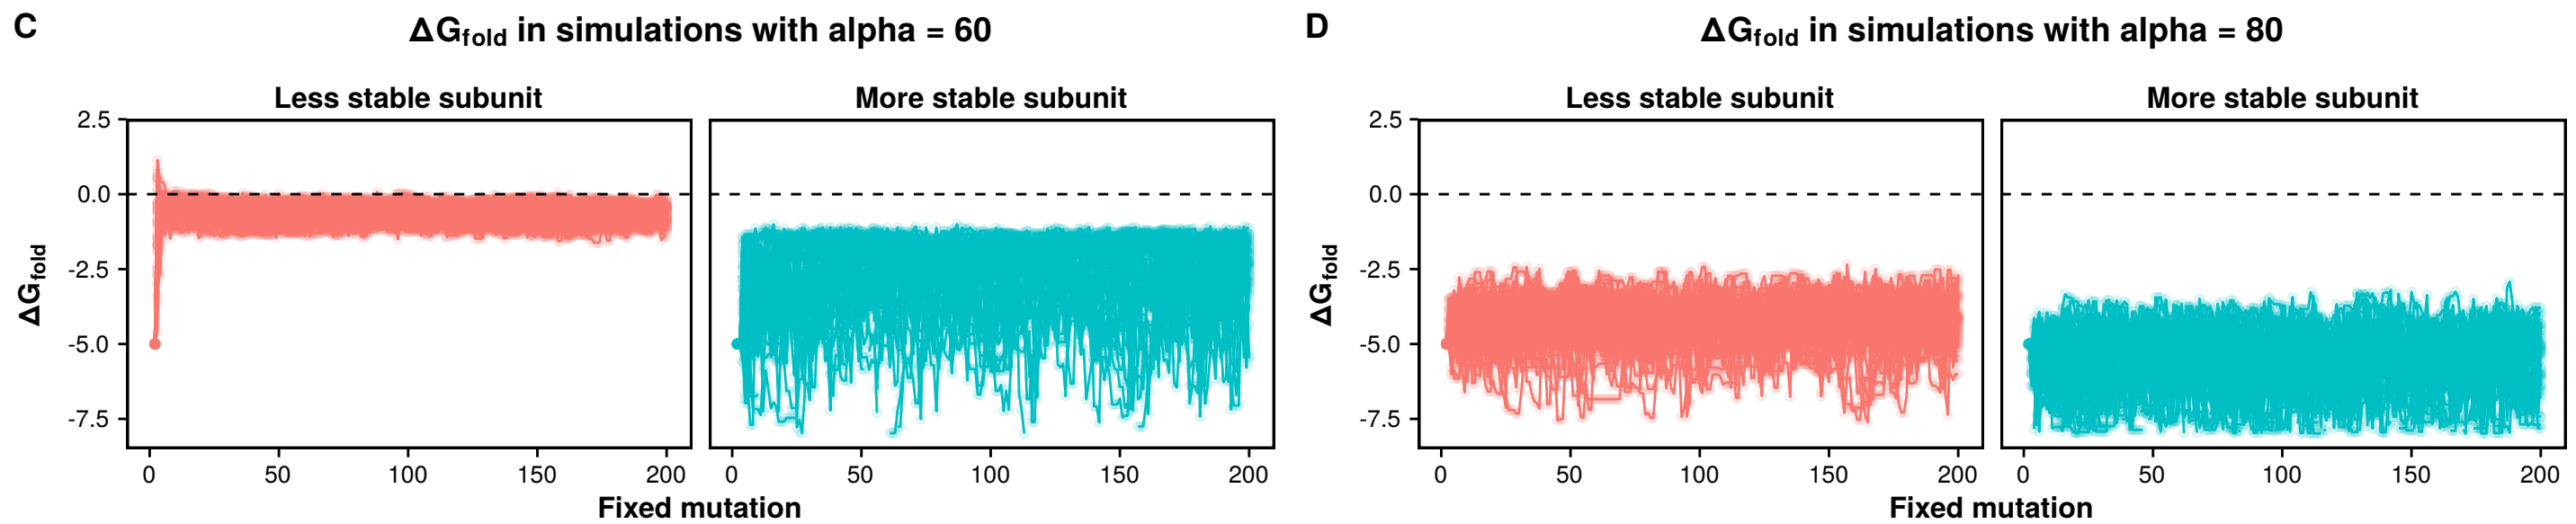 C
ΔGfold in simulations with alpha = 60
Less stable subunit
More stable subunit
ΔGfold
2.5
0.0
-2.5
-5.0
-7.5
0 50 100 150 200
0 50 100 150 200
Fixed mutation
D
ΔGfold in simulations with alpha = 80
Less stable subunit
More stable subunit
ΔGfold
2.5
0.0
-2.5
-5.0
-7.5
0 50 100 150 200
0 50 100 150 200
Fixed mutation